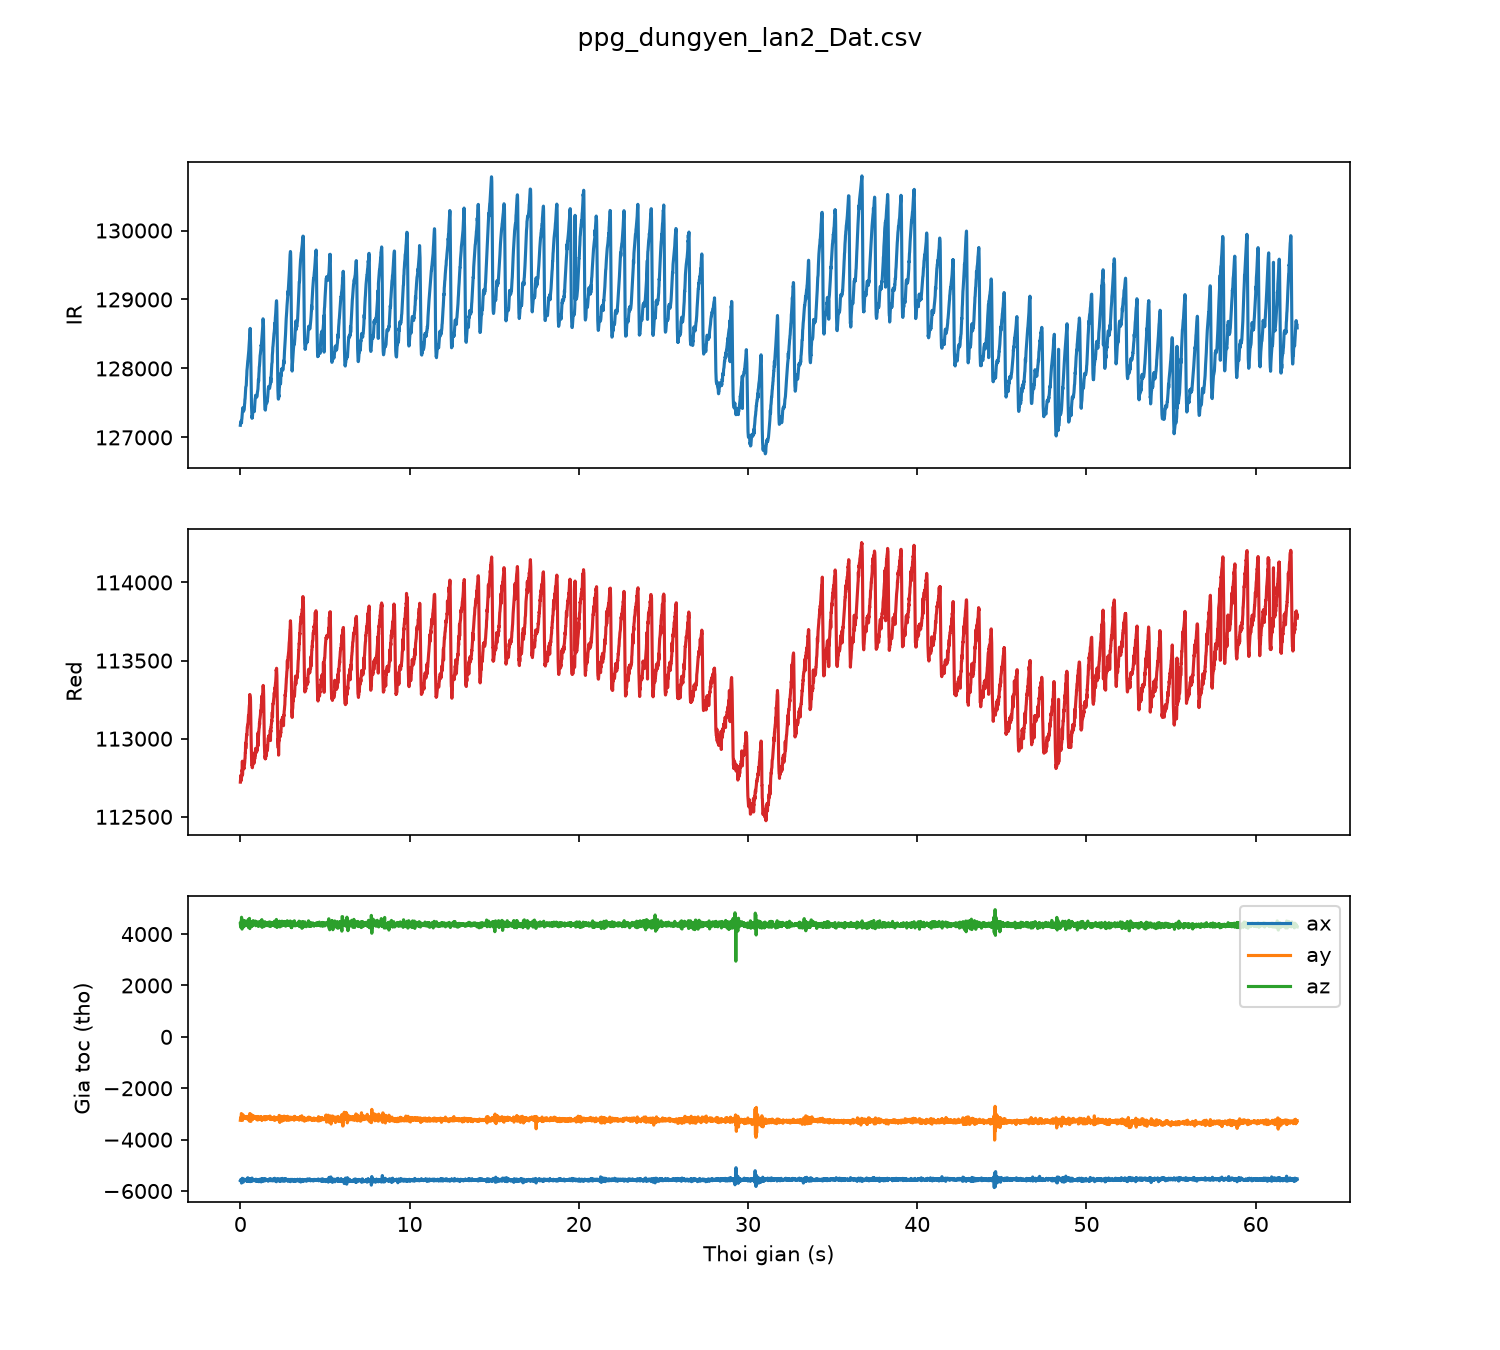 ppg_dungyen_lan2_Dat.csv
IR
130000
129000
128000
127000
Red
114000
113500
113000
112500
Gia toc (tho)
4000
2000
0
−2000
−4000
−6000
ax
ay
az
0 10 20 30 40 50 60
Thoi gian (s)